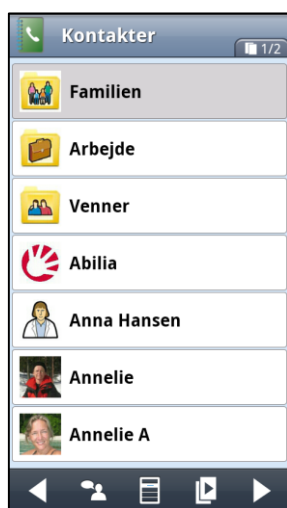 Kontakter
1/2
Familien
Arbejde
Venner
Abilia
Anna Hansen
Annelie
Annelie A